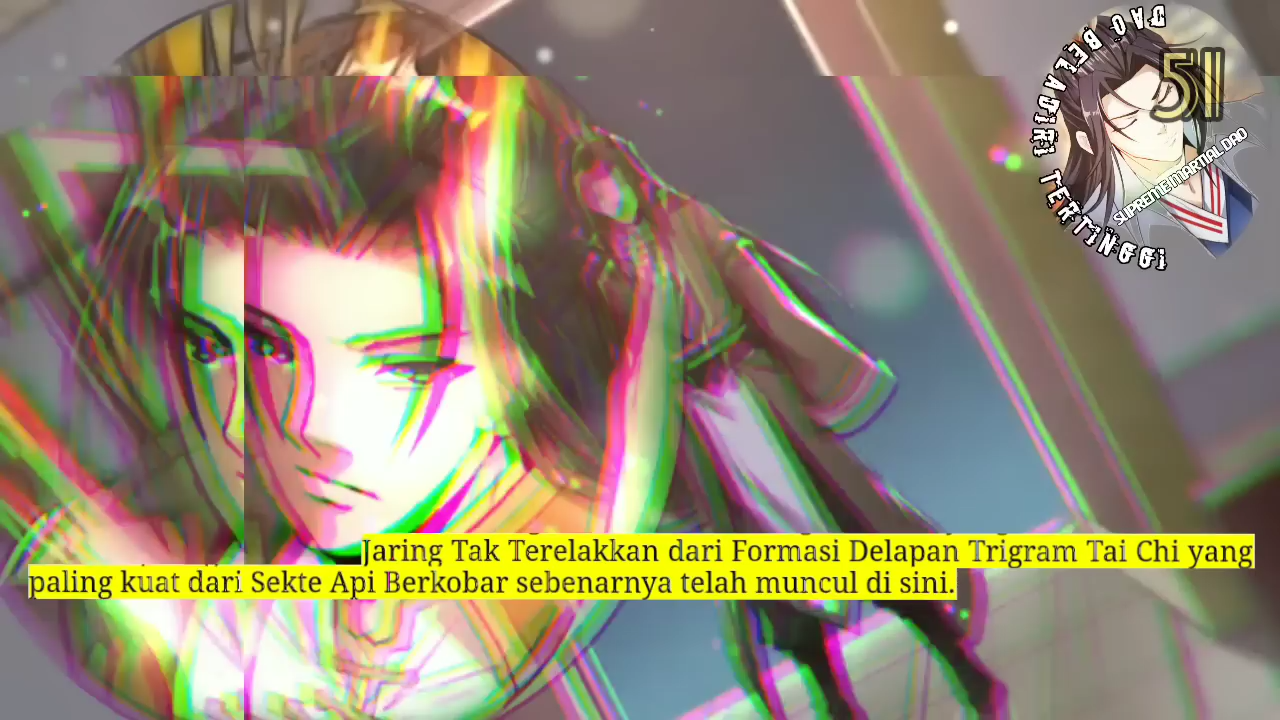 DAO BELADIRI TERTINGGI
51
SUPREME MARTIAL DAO
Jaring Tak Terelakkan dari Formasi Delapan Trigram Tai Chi yang
paling kuat dari Sekte Api Berkobar sebenarnya telah muncul di sini.